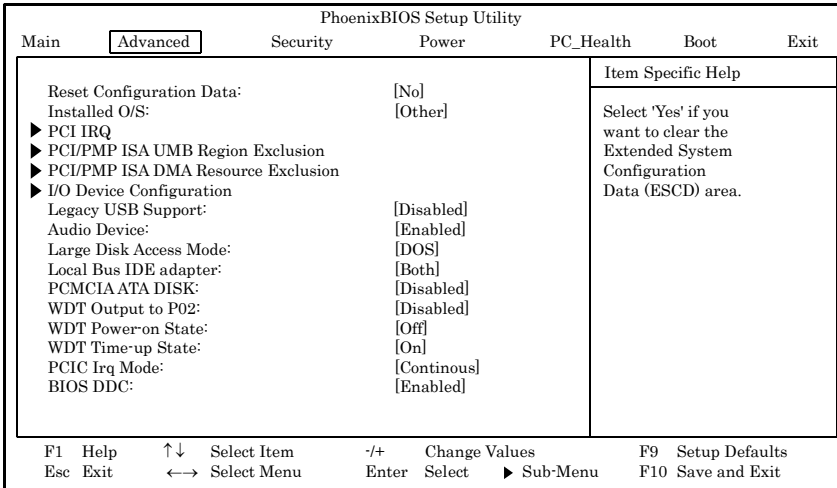 PhoenixBIOS Setup Utility
Main Advanced Security Power PC_Health Boot Exit
Item Specific Help
Reset Configuration Data: [No]
Installed O/S: [Other]
▶ PCI IRQ
▶ PCI/PMP ISA UMB Region Exclusion
▶ PCI/PMP ISA DMA Resource Exclusion
▶ I/O Device Configuration
Legacy USB Support: [Disabled]
Audio Device: [Enabled]
Large Disk Access Mode: [DOS]
Local Bus IDE adapter: [Both]
PCMCIA ATA DISK: [Disabled]
WDT Output to P02: [Disabled]
WDT Power-on State: [Off]
WDT Time-up State: [On]
PCIC Irq Mode: [Continous]
BIOS DDC: [Enabled]
Select 'Yes' if you
want to clear the
Extended System
Configuration
Data (ESCD) area.
F1 Help ↑↓ Select Item -/+ Change Values F9 Setup Defaults
Esc Exit ←→ Select Menu Enter Select ▶ Sub-Menu F10 Save and Exit